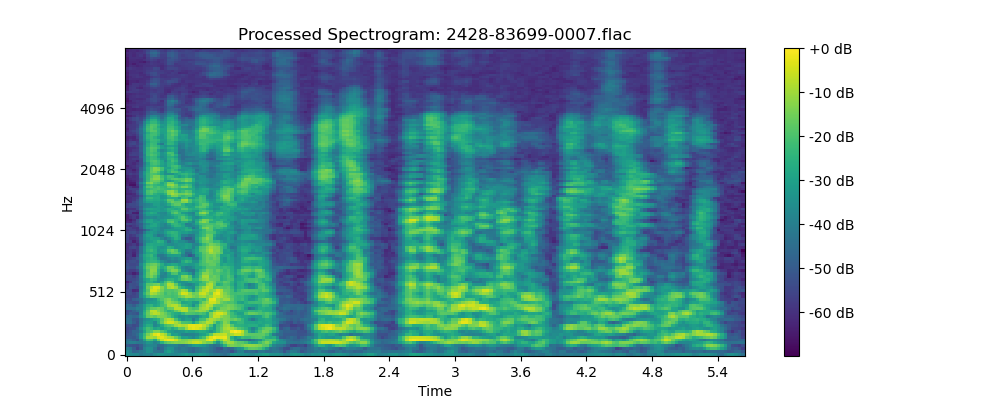 Processed Spectrogram: 2428-83699-0007.flac
Hz
4096
2048
1024
512
0
0 0.6 1.2 1.8 2.4 3 3.6 4.2 4.8 5.4
Time
+0 dB
-10 dB
-20 dB
-30 dB
-40 dB
-50 dB
-60 dB